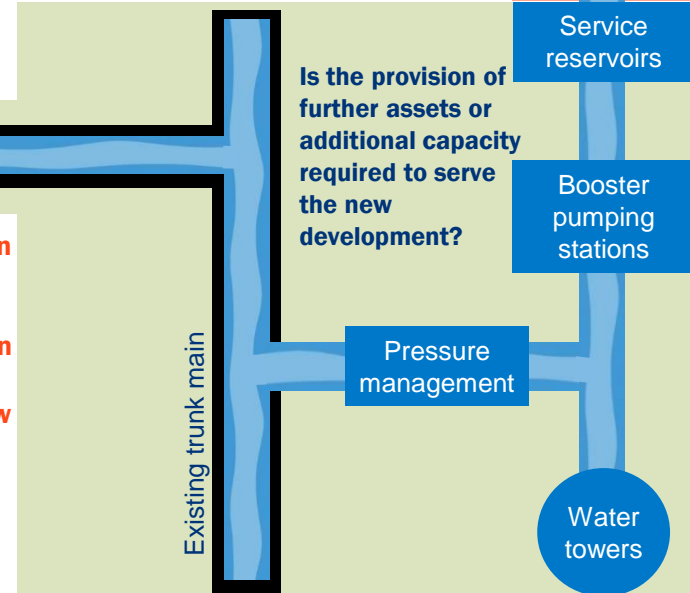 Service
reservoirs
Is the provision of
further assets or
additional capacity
required to serve
the new
development?
Booster
pumping
stations
Pressure
management
Existing trunk main
Water
towers